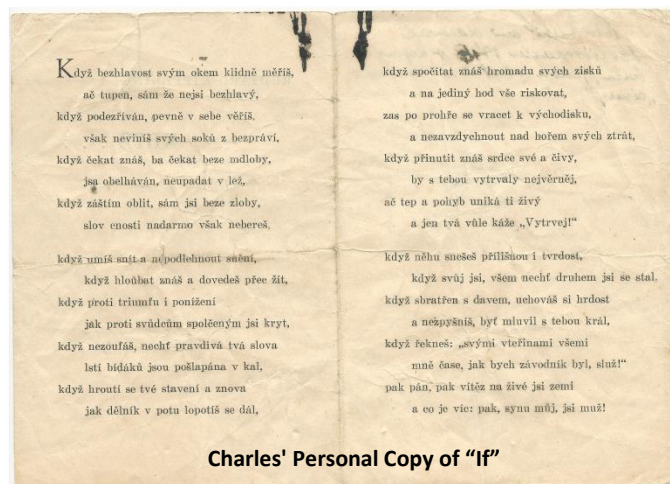 Když bezhlavost svým okem klidně měříš,
ač tupen, sám že nejsi bezhlavý,
když podezříván, pevně v sebe věříš,
však neviníš svých soků z bezpráví,
když čekat znáš, ba čekat beze mdloby,
jsa obelháván, neupadat v lež,
když záštím oblit, sám jsi beze zloby,
slov cnosti nadarmo však nebereš,
když umíš snít a nepodlehnout snění,
když hloubat znáš a dovedeš přec žít,
když proti triumfu i ponížení
jak proti svůdcům společným jsi kryt,
když nezoufáš, nechť pravdivá tvá slova
lstí bídáků jsou pošlapána v kal,
když hroutí se tvé stavení a znova
jak dělník v potu lopotíš se dál,
když spočítat znáš hromadu svých zisků
a na jediný hod vše riskovat,
zas po prohře se vracet k východisku,
a nezavzdychnout nad hořem svých ztrát,
když přinutit znáš srdce své a čivy,
by s tebou vytrvaly nejvěrněj,
ač tep a pohyb uniká ti živý
a jen tvá vůle káže „Vytrvej!"
když něhu snešeš přílišnou i tvrdost,
když svůj jsi, všem nechť druhem jsi se stal.
když sbratřen s davem, uchováš si hrdost
a nezpyšníš, byť mluvil s tebou král,
když řekneš: „svými vteřinami všemi
mně čase, jak bych závodník byl, služ!"
pak pán, pak vítěz na živé jsi zemi
a co je víc: pak, synu můj, jsi muž!
Charles' Personal Copy of “If”